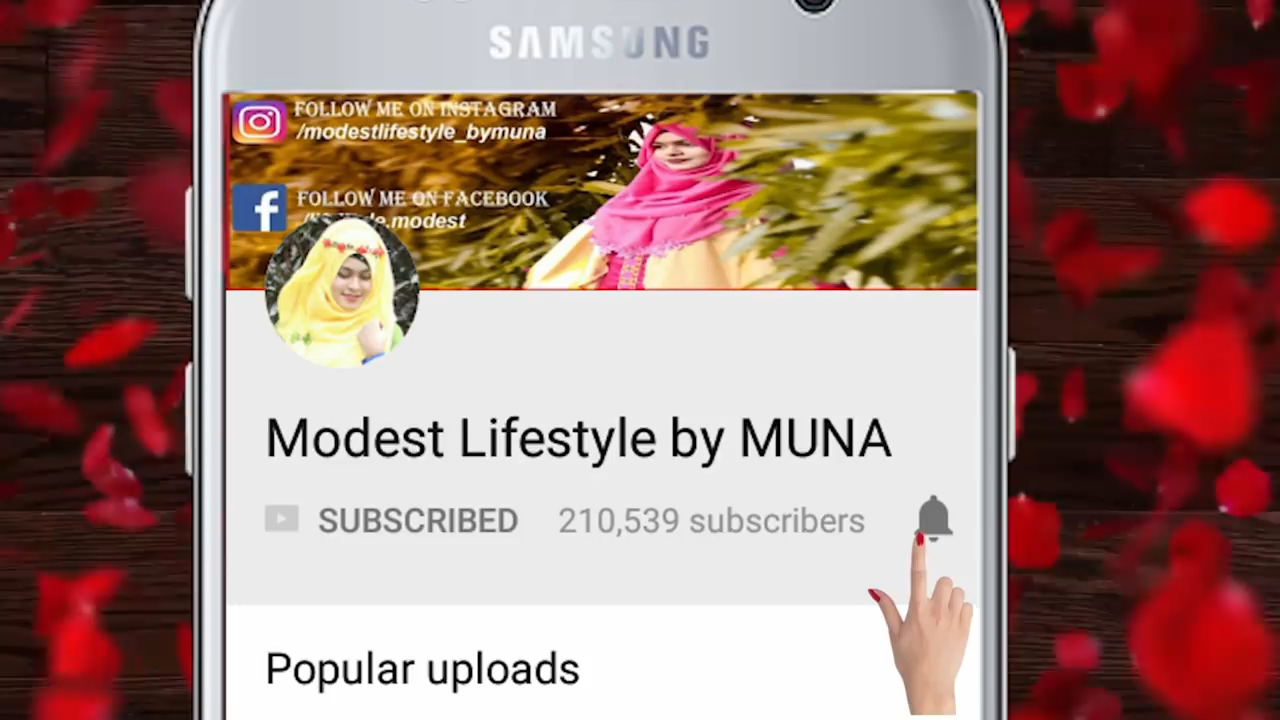 SAMSUNG
FOLLOW ME ON INSTAGRAM
/modestlifestyle_bymuna
FOLLOW ME ON FACEBOOK
Modest Lifestyle by MUNA
SUBSCRIBED 210,539 subscribers
Popular uploads